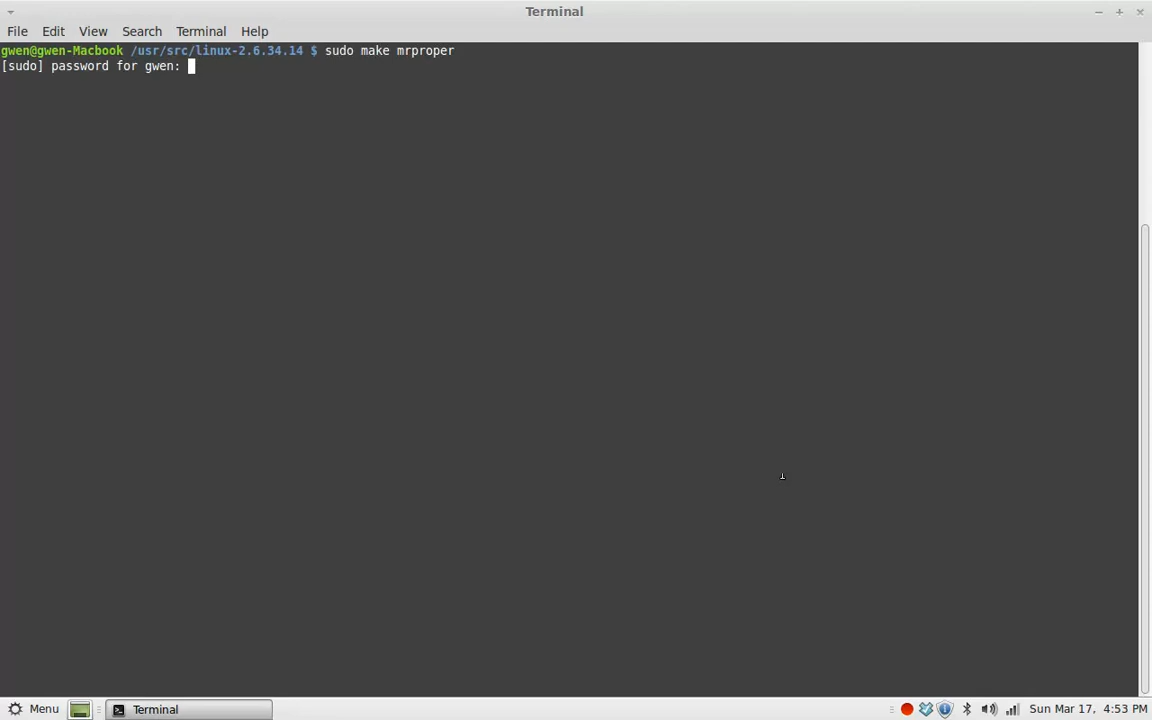 Terminal
File Edit View Search Terminal Help
gwen@gwen-Macbook /usr/src/linux-2.6.34.14 $ sudo make mrproper
[sudo] password for gwen:
Menu Terminal Sun Mar 17, 4:53 PM